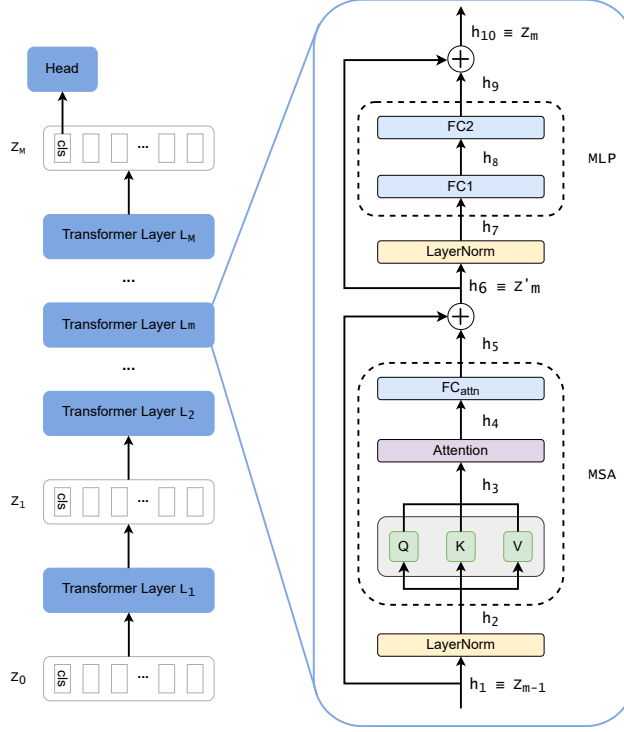 Head
Z_M
cls
...
Transformer Layer L_M
...
Transformer Layer L_m
...
Transformer Layer L_2
Z_1
cls
...
Transformer Layer L_1
Z_0
cls
...
h_10 ≡ Z_m
h_9
FC2
h_8
MLP
FC1
h_7
LayerNorm
h_6 ≡ Z'_m
h_5
FC_attn
h_4
Attention
h_3
MSA
Q K V
h_2
LayerNorm
h_1 ≡ Z_m-1